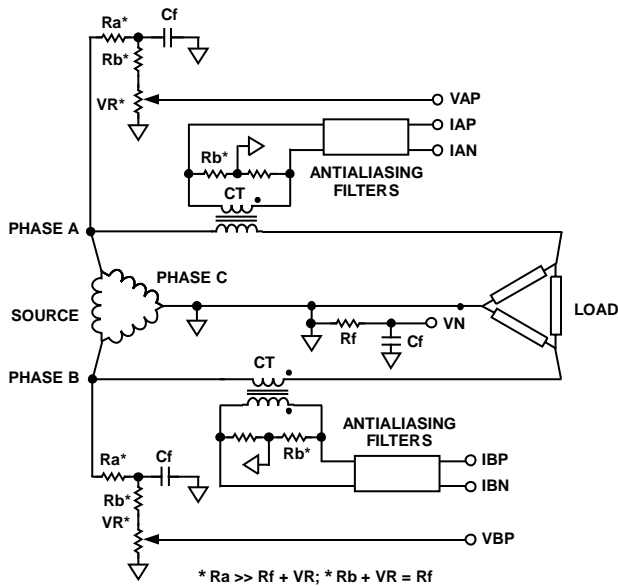 Ra*
Cf
Rb*
VR*
VAP
IAP
IAN
Rb*
ANTIALIASING
FILTERS
CT
PHASE A
PHASE C
SOURCE
LOAD
VN
Rf
Cf
PHASE B
CT
ANTIALIASING
FILTERS
Rb*
Ra*
Cf
IBP
IBN
Rb*
VR*
VBP
* Ra >> Rf + VR; * Rb + VR = Rf